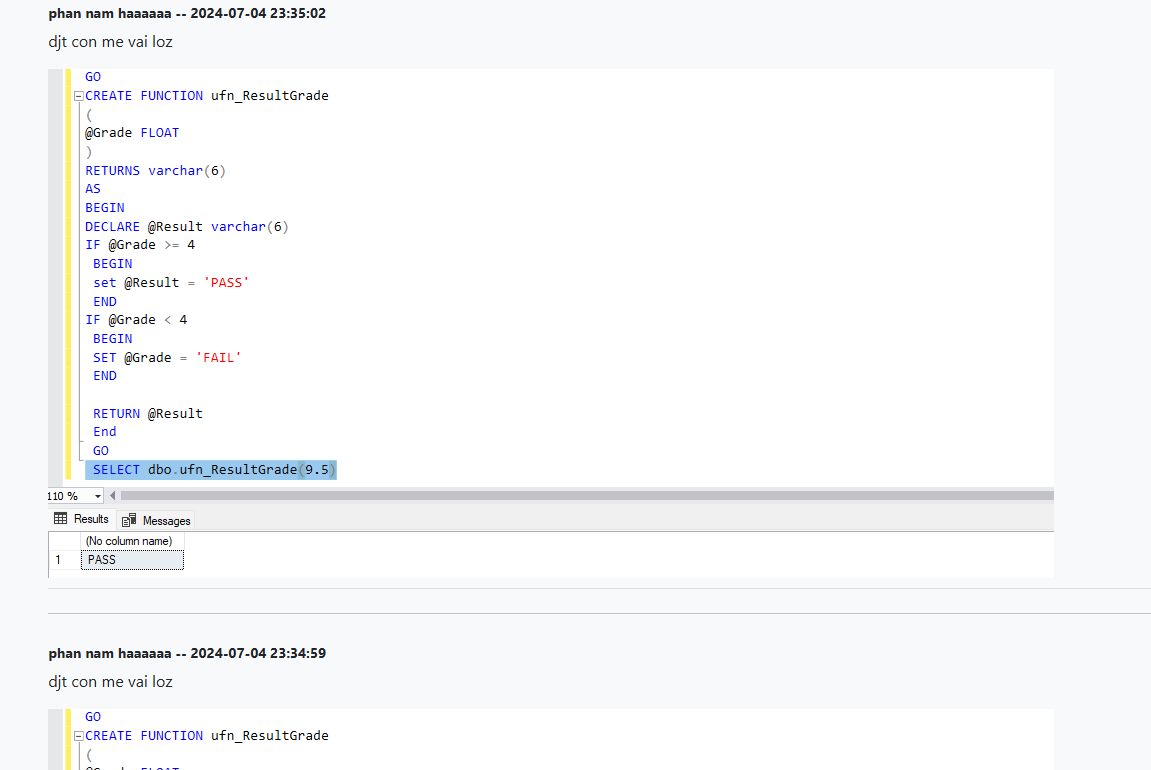 phan nam haaaaaa -- 2024-07-04 23:35:02
djt con me vai loz
GO
CREATE FUNCTION ufn_ResultGrade
(
@Grade FLOAT
)
RETURNS varchar(6)
AS
BEGIN
DECLARE @Result varchar(6)
IF @Grade >= 4
BEGIN
set @Result = 'PASS'
END
IF @Grade < 4
BEGIN
SET @Grade = 'FAIL'
END
RETURN @Result
End
GO
SELECT dbo.ufn_ResultGrade(9.5)
110 %
Results Messages
(No column name)
1 PASS
phan nam haaaaaa -- 2024-07-04 23:34:59
djt con me vai loz
GO
CREATE FUNCTION ufn_ResultGrade
(
@Grade FLOAT